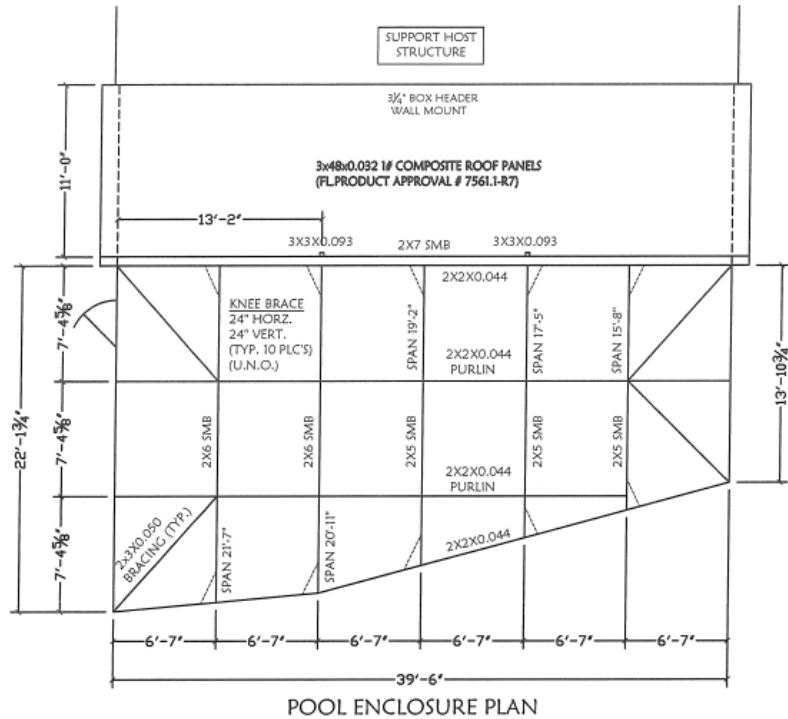 SUPPORT HOST
STRUCTURE
3¼" BOX HEADER
WALL MOUNT
3x48x0.032 1# COMPOSITE ROOF PANELS
(FL.PRODUCT APPROVAL # 7561.1-R7)
11'-0"
13'-2"
3X3X0.093
2X7 SMB
3X3X0.093
2X2X0.044
KNEE BRACE
24" HORZ.
24" VERT.
(TYP. 10 PLC'S)
(U.N.O.)
SPAN 19'-2"
SPAN 17'-5"
SPAN 15'-8"
7'-4⅝"
2X2X0.044
PURLIN
13'-10¾"
22'-1¾"
7'-4⅝"
2X6 SMB
2X6 SMB
2X5 SMB
2X5 SMB
2X5 SMB
2X2X0.044
PURLIN
7'-4⅝"
2x3X0.050
BRACING (TYP.)
SPAN 21'-7"
SPAN 20'-11"
2X2X0.044
6'-7"
6'-7"
6'-7"
6'-7"
6'-7"
6'-7"
39'-6"
POOL ENCLOSURE PLAN